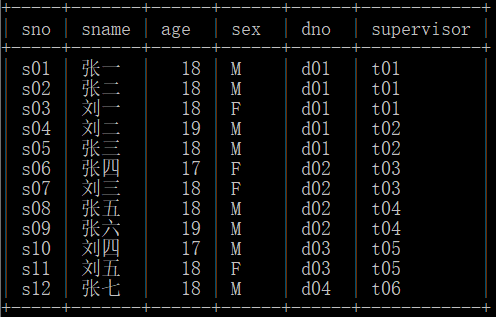 sno sname age sex dno supervisor
s01 张一 18 M d01 t01
s02 张二 18 M d01 t01
s03 刘一 18 F d01 t01
s04 刘二 19 M d01 t02
s05 张三 18 M d01 t02
s06 张四 17 F d02 t03
s07 刘三 18 F d02 t03
s08 张五 18 M d02 t04
s09 张六 19 M d02 t04
s10 刘四 17 M d03 t05
s11 刘五 18 F d03 t05
s12 张七 18 M d04 t06